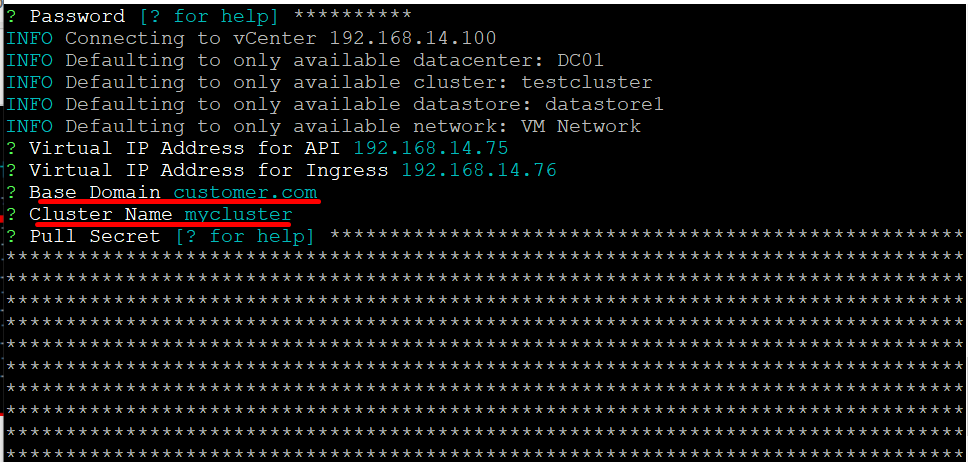 ? Password [? for help] **********
INFO Connecting to vCenter 192.168.14.100
INFO Defaulting to only available datacenter: DC01
INFO Defaulting to only available cluster: testcluster
INFO Defaulting to only available datastore: datastore1
INFO Defaulting to only available network: VM Network
? Virtual IP Address for API 192.168.14.75
? Virtual IP Address for Ingress 192.168.14.76
? Base Domain customer.com
? Cluster Name mycluster
? Pull Secret [? for help] *****************************************************
********************************************************************************
********************************************************************************
********************************************************************************
********************************************************************************
********************************************************************************
********************************************************************************
********************************************************************************
********************************************************************************
********************************************************************************
********************************************************************************